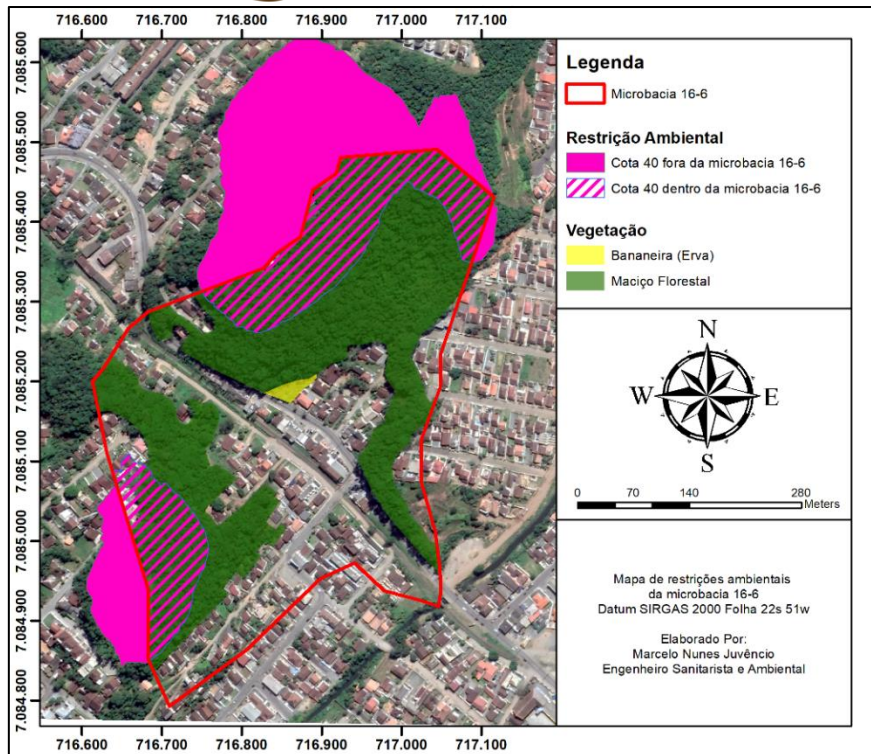 716.600 716.700 716.800 716.900 717.000 717.100
7.085.600
7.085.500
7.085.400
7.085.300
7.085.200
7.085.100
7.085.000
7.084.900
7.084.800
716.600 716.700 716.800 716.900 717.000 717.100
Legenda
Microbacia 16-6
Restrição Ambiental
Cota 40 fora da microbacia 16-6
Cota 40 dentro da microbacia 16-6
Vegetação
Bananeira (Erva)
Maciço Florestal
N
W E
S
0 70 140 280
Meters
Mapa de restrições ambientais
da microbacia 16-6
Datum SIRGAS 2000 Folha 22s 51w
Elaborado Por:
Marcelo Nunes Juvêncio
Engenheiro Sanitarista e Ambiental